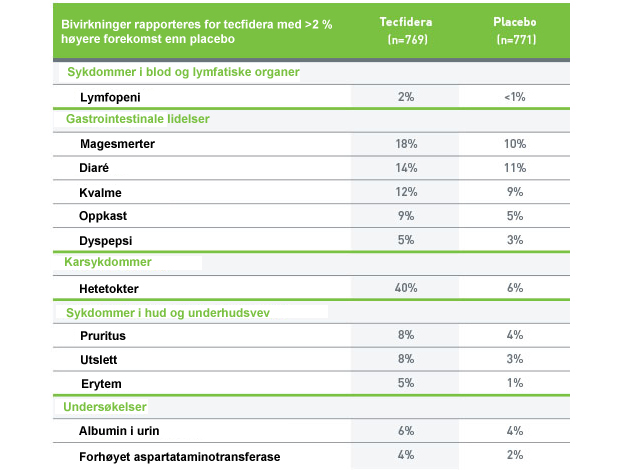 Bivirkninger rapporteres for tecfidera med >2 % Tecfidera Placebo
høyere forekomst enn placebo (n=769) (n=771)
Sykdommer i blod og lymfatiske organer
Lymfopeni 2% <1%
Gastrointestinale lidelser
Magesmerter 18% 10%
Diaré 14% 11%
Kvalme 12% 9%
Oppkast 9% 5%
Dyspepsi 5% 3%
Karsykdommer
Hetetokter 40% 6%
Sykdommer i hud og underhudsvev
Pruritus 8% 4%
Utslett 8% 3%
Erytem 5% 1%
Undersøkelser
Albumin i urin 6% 4%
Forhøyet aspartataminotransferase 4% 2%